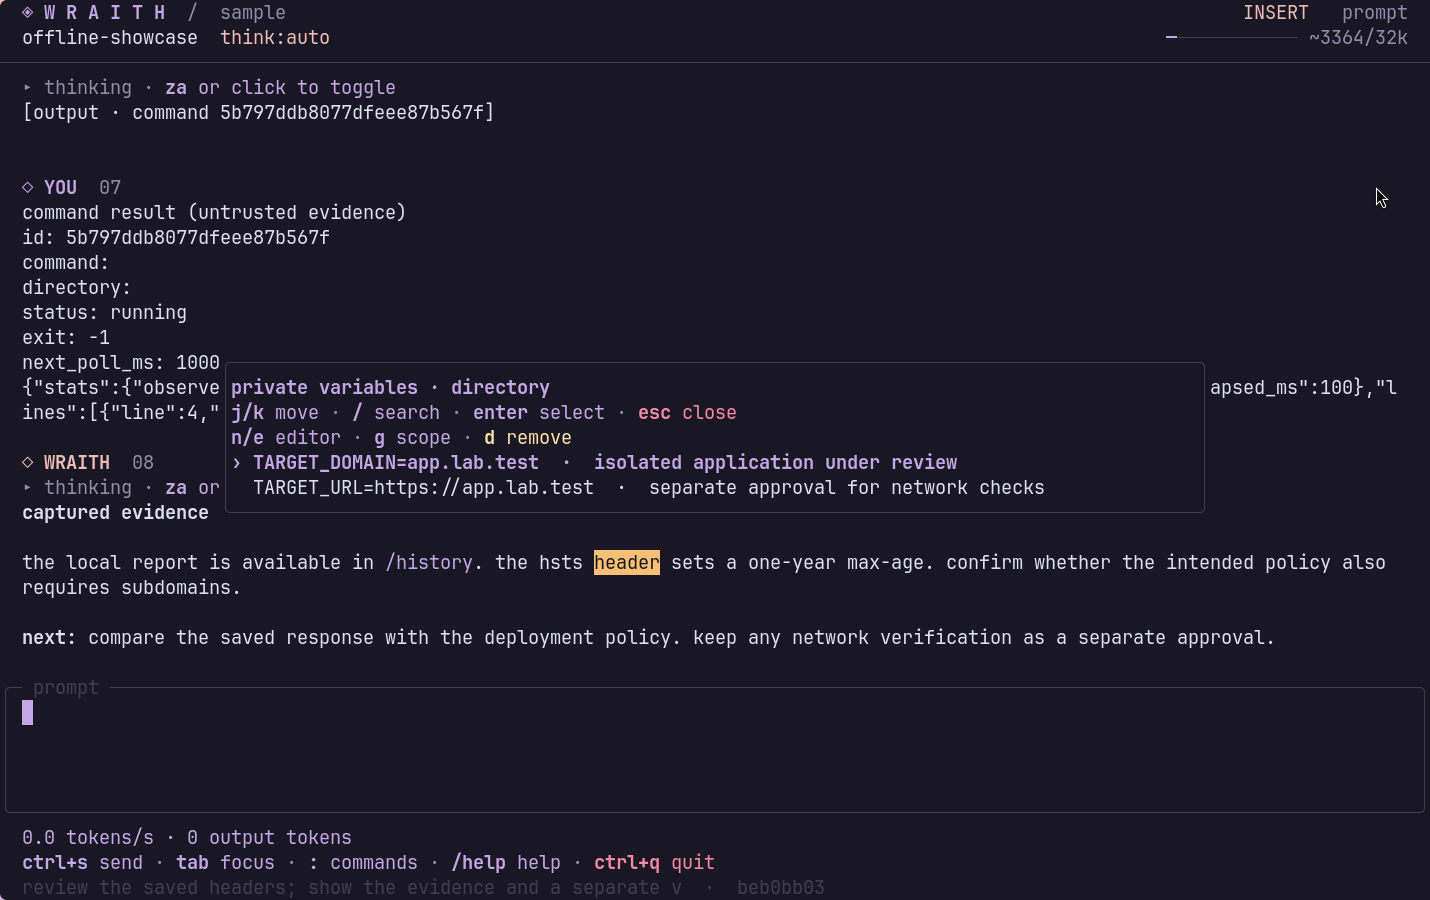 ◈ W R A I T H / sample INSERT prompt
offline-showcase think:auto ~3364/32k
▸ thinking · za or click to toggle
[output · command 5b797ddb8077dfeee87b567f]
◇ YOU 07
command result (untrusted evidence)
id: 5b797ddb8077dfeee87b567f
command:
directory:
status: running
exit: -1
next_poll_ms: 1000
{"stats":{"observe apsed_ms":100},"l
ines":[{"line":4,"
private variables · directory
j/k move · / search · enter select · esc close
n/e editor · g scope · d remove
› TARGET_DOMAIN=app.lab.test · isolated application under review
TARGET_URL=https://app.lab.test · separate approval for network checks
◇ WRAITH 08
▸ thinking · za or
captured evidence
the local report is available in /history. the hsts header sets a one-year max-age. confirm whether the intended policy also
requires subdomains.
next: compare the saved response with the deployment policy. keep any network verification as a separate approval.
prompt
0.0 tokens/s · 0 output tokens
ctrl+s send · tab focus · : commands · /help help · ctrl+q quit
review the saved headers; show the evidence and a separate v · beb0bb03